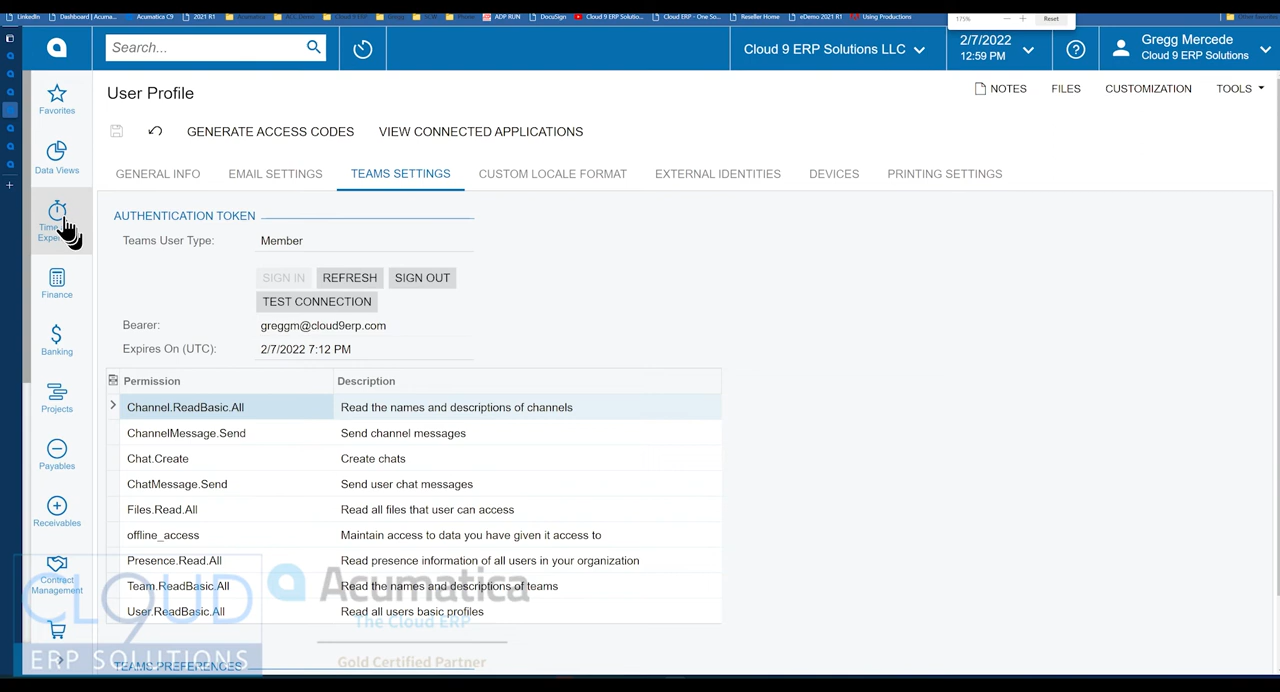 LinkedIn Dashboard | Acuma... Acumatica C9 2021 R1 Acumatica ACC Demo Cloud 9 ERP Gregg SCW Phone ADP RUN DocuSign Cloud 9 ERP Solutio... Cloud ERP - One So... Reseller Home eDemo 2021 R1 Using Productions
175% − + Reset
Search...
Cloud 9 ERP Solutions LLC
2/7/2022
12:59 PM
Gregg Mercede
Cloud 9 ERP Solutions
Favorites
Data Views
Finance
Banking
Projects
Payables
Receivables
Contract
Management
User Profile
NOTES FILES CUSTOMIZATION TOOLS
GENERATE ACCESS CODES VIEW CONNECTED APPLICATIONS
GENERAL INFO EMAIL SETTINGS TEAMS SETTINGS CUSTOM LOCALE FORMAT EXTERNAL IDENTITIES DEVICES PRINTING SETTINGS
AUTHENTICATION TOKEN
Teams User Type: Member
SIGN IN REFRESH SIGN OUT
TEST CONNECTION
Bearer: greggm@cloud9erp.com
Expires On (UTC): 2/7/2022 7:12 PM
Permission Description
Channel.ReadBasic.All Read the names and descriptions of channels
ChannelMessage.Send Send channel messages
Chat.Create Create chats
ChatMessage.Send Send user chat messages
Files.Read.All Read all files that user can access
offline_access Maintain access to data you have given it access to
Presence.Read.All Read presence information of all users in your organization
Team.ReadBasic.All Read the names and descriptions of teams
User.ReadBasic.All Read all users basic profiles
TEAMS PREFERENCES
CLOUD
9
ERP SOLUTIONS
Acumatica
The Cloud ERP
Gold Certified Partner